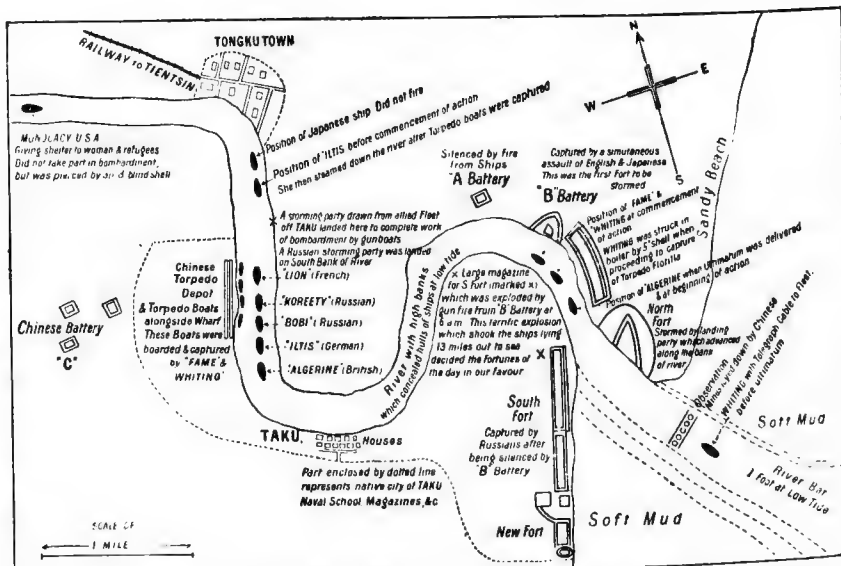 TONGKU TOWN
RAILWAY TO TIENTSIN
N
E
W
S
MONOCACY U.S.A
Giving shelter to woman & refugees
Did not take part in bombardment,
but was pierced by a blind shell
Position of Japanese ship Did not fire
Position of "ILTIS before commencement of action
She then steamed down the river after Torpedo boats were captured
Silenced by fire
from Ships
"A Battery
Captured by a simutaneous
assault of English & Japanese
This was the first Fort to be
stormed
"B" Battery
Sandy Beach
Position of FAME" &
"WHITING at commencement
of action
WHITING was struck in
boiler by 5" shell when
proceeding to capture
of Torpedo Flotilla
Position of "ALGERINE when Ultimatum was delivered
& at beginning of action
X
A storming party drawn from allied Fleet
off TAKU landed here to complete work
of bombardment by gunboats
A Russian storming party was landed
on South Bank of River
Chinese
Torpedo
Depot
& Torpedo Boats
alongside Wharf
These Boats were
boarded & captured
by "FAME" &
WHITING"
"LION" (French)
"KOREETY" (Russian)
"BOBI" (Russian)
"ILTIS" (German)
"ALGERINE" (British)
Chinese Battery
"C"
River with high banks
which concealed hulls of ships at low tide
x Large magazine
for S Fort (marked x)
which was exploded by
gun fire from "B" Battery at
6 am. This terrific explosion
which shook the ships lying
13 miles out to sea
decided the fortunes of
the day in our favour
X
North
Fort
Stormed by landing
party which advanced
along the bank
of river
Observation
Mines laid down by Chinese
WHITING with Telegraph Cable to Fleet.
before ultimatum
Soft Mud
River Bar
1 Foot at Low Tide
South
Fort
Captured by
Russians after
being silenced by
"B" Battery
TAKU.
Houses
Part enclosed by dotted line
represents native city of TAKU
Naval School Magazines, &c
New Fort
Soft Mud
SCALE OF
1 MILE